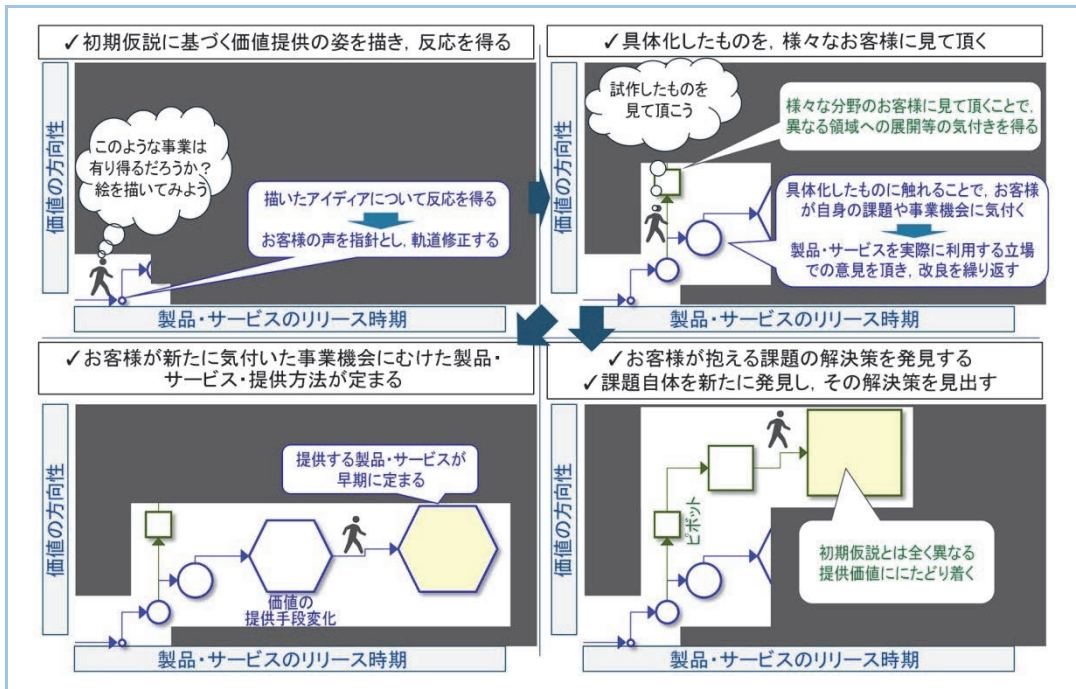 ✓初期仮説に基づく価値提供の姿を描き，反応を得る
価値の方向性
このような事業は
有り得るだろうか？
絵を描いてみよう
描いたアイディアについて反応を得る
お客様の声を指針とし，軌道修正する
製品・サービスのリリース時期
✓具体化したものを，様々なお客様に見て頂く
価値の方向性
試作したものを
見て頂こう
様々な分野のお客様に見て頂くことで，
異なる領域への展開等の気付きを得る
具体化したものに触れることで，お客様
が自身の課題や事業機会に気付く
製品・サービスを実際に利用する立場
での意見を頂き，改良を繰り返す
製品・サービスのリリース時期
✓お客様が新たに気付いた事業機会にむけた製品・
サービス・提供方法が定まる
価値の方向性
提供する製品・サービスが
早期に定まる
価値の
提供手段変化
製品・サービスのリリース時期
✓お客様が抱える課題の解決策を発見する
✓課題自体を新たに発見し，その解決策を見出す
価値の方向性
ピボット
初期仮説とは全く異なる
提供価値ににたどり着く
製品・サービスのリリース時期